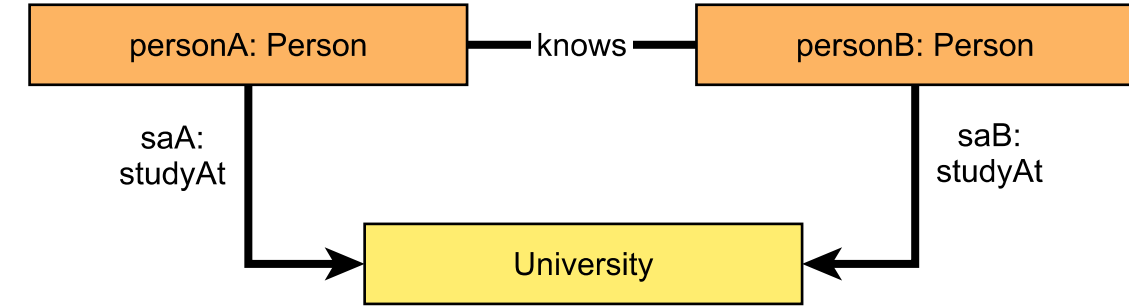 personA: Person
knows
personB: Person
saA:
studyAt
saB:
studyAt
University